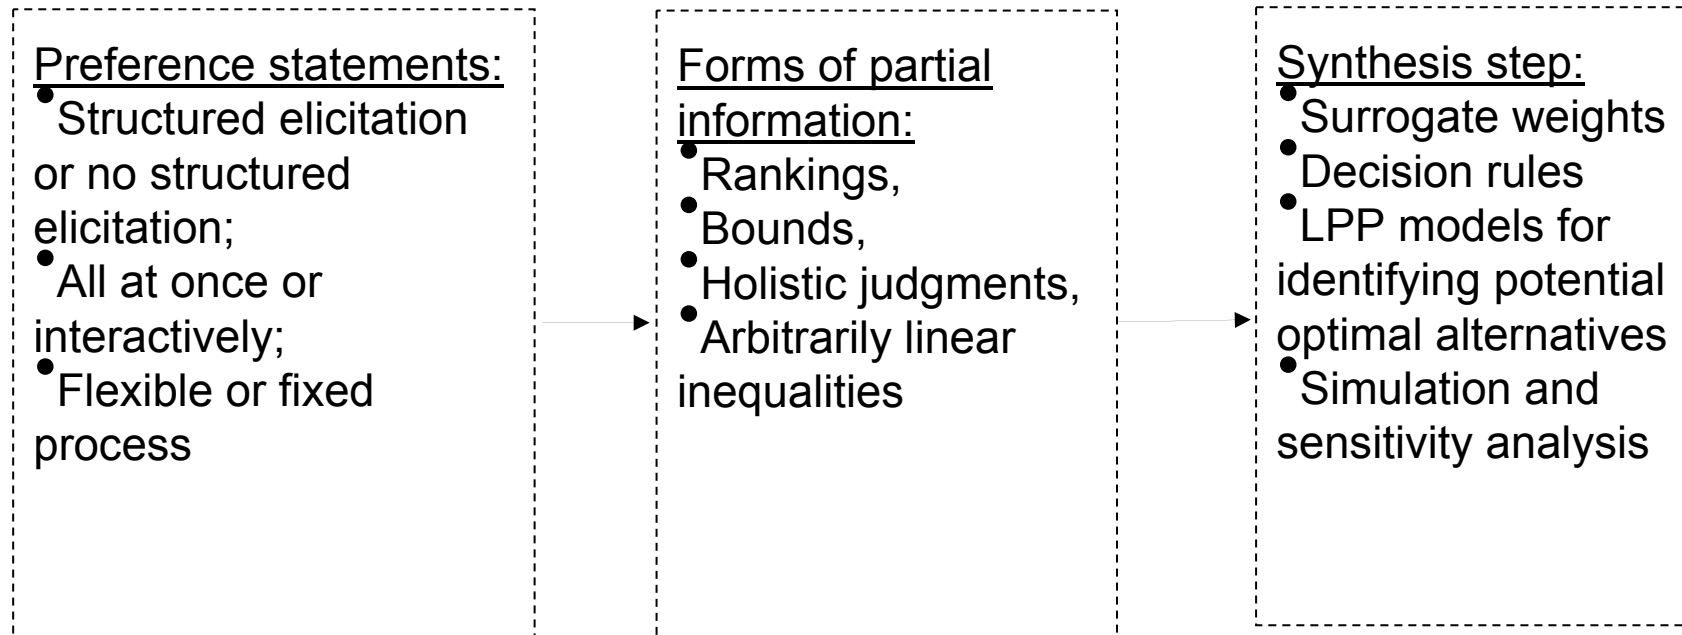 Preference statements:
•Structured elicitation
or no structured
elicitation;
•All at once or
interactively;
•Flexible or fixed
process
Forms of partial
information:
•Rankings,
•Bounds,
•Holistic judgments,
•Arbitrarily linear
inequalities
Synthesis step:
•Surrogate weights
•Decision rules
•LPP models for
identifying potential
optimal alternatives
•Simulation and
sensitivity analysis